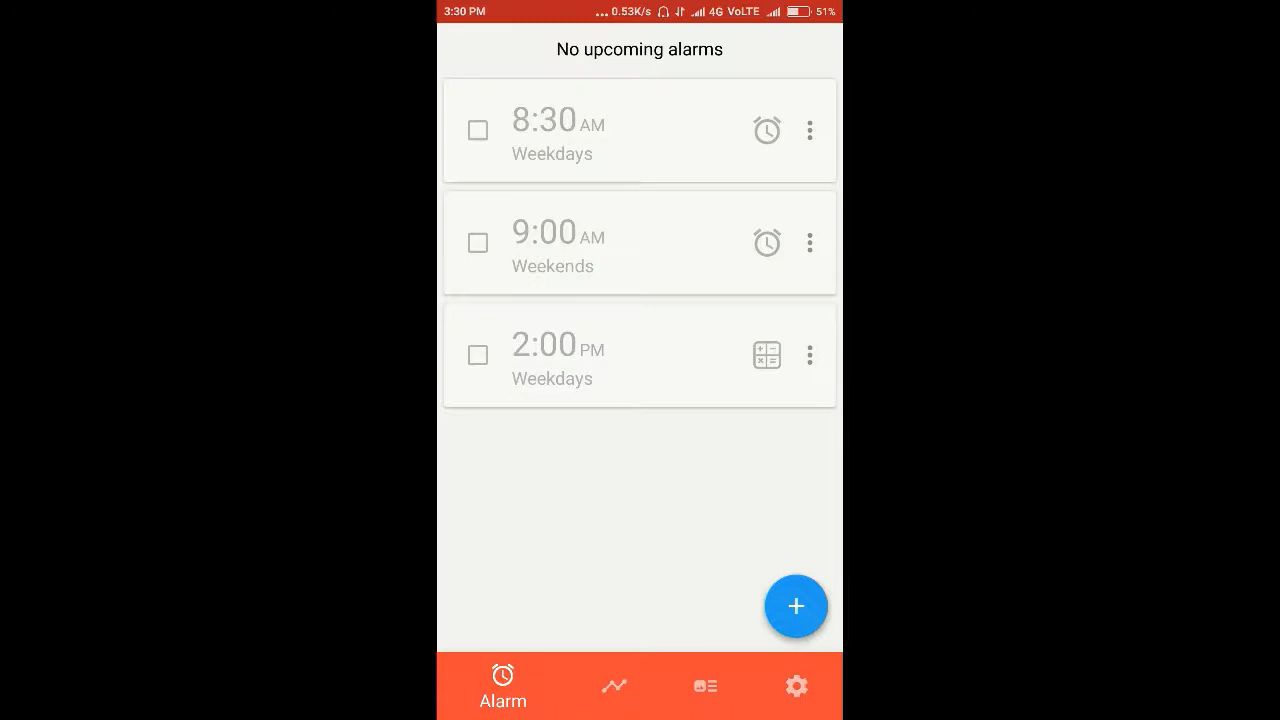 3:30 PM ... 0.53K/s 4G VoLTE 51%
No upcoming alarms
8:30 AM
Weekdays
9:00 AM
Weekends
2:00 PM
Weekdays
Alarm